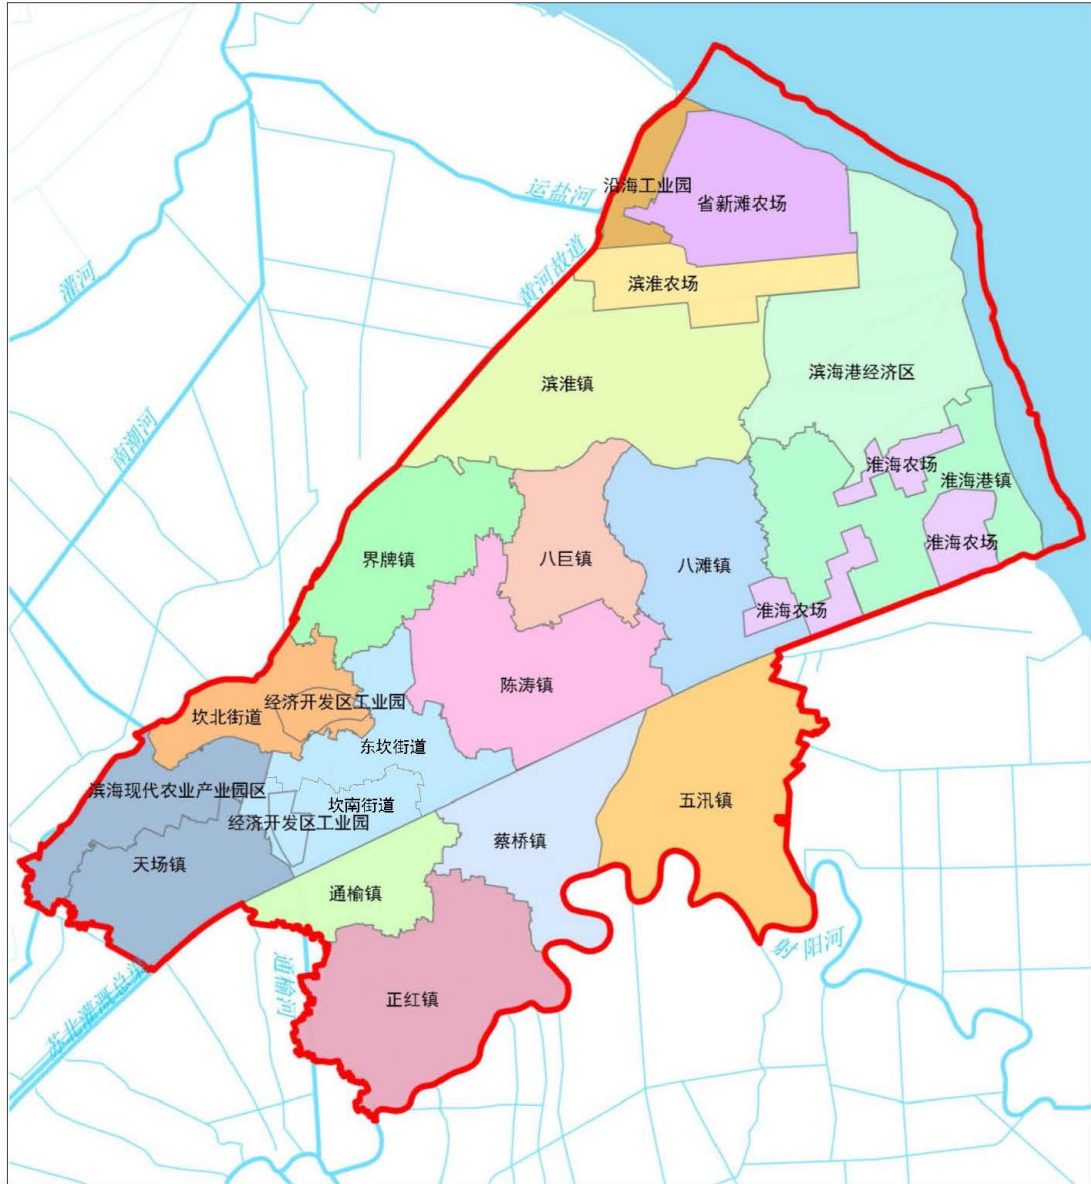 沿海工业园
运盐河
省新滩农场
黄河故道
灌河
滨淮农场
滨海港经济区
滨淮镇
南潮河
淮海农场
淮海港镇
淮海农场
界牌镇
八巨镇
八滩镇
淮海农场
陈涛镇
经济开发区工业园
坎北街道
东坎街道
滨海现代农业产业园区
坎南街道
五汛镇
经济开发区工业园
蔡桥镇
天场镇
通榆镇
射阳河
通榆河
正红镇
苏北灌溉总渠